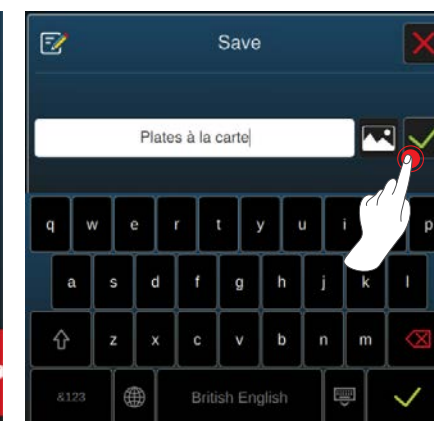 Save
Plates à la carte
q w e r t y u i p
a s d f g h j k l
z x c v b n m
&123 British English